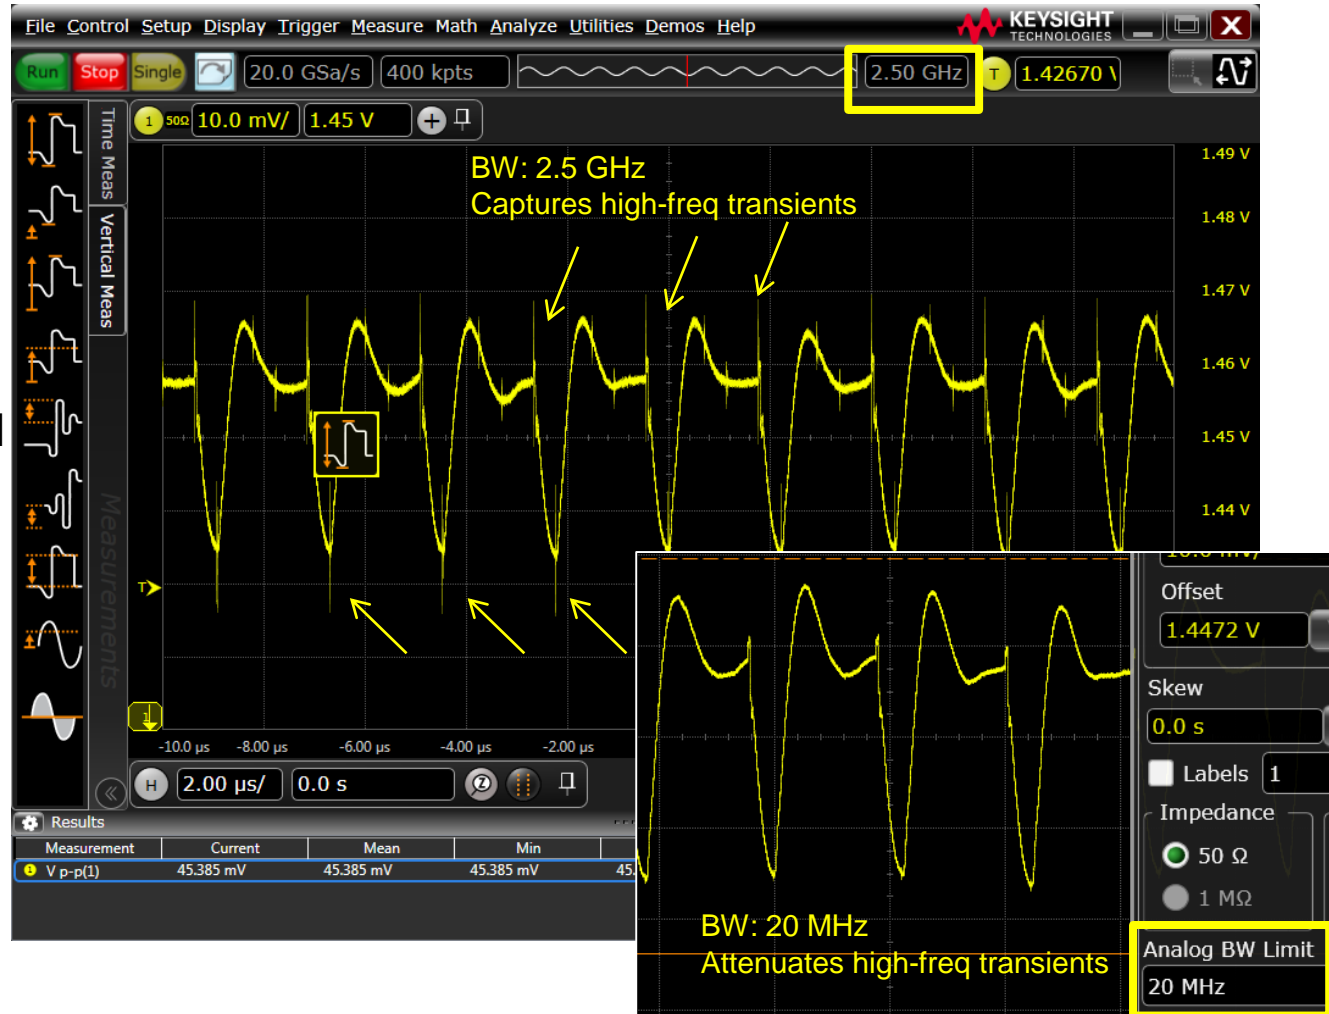 File Control Setup Display Trigger Measure Math Analyze Utilities Demos Help
KEYSIGHT
TECHNOLOGIES
Run Stop Single 20.0 GSa/s 400 kpts 2.50 GHz T 1.42670 V
1 50Ω 10.0 mV/ 1.45 V
Time Meas
Vertical Meas
Measurements
BW: 2.5 GHz
Captures high-freq transients
1.49 V
1.48 V
1.47 V
1.46 V
1.45 V
1.44 V
T
1
-10.0 µs -8.00 µs -6.00 µs -4.00 µs -2.00 µs
H 2.00 µs/ 0.0 s Z
Results
Measurement Current Mean Min
1 V p-p(1) 45.385 mV 45.385 mV 45.385 mV 45.
10.0 mV/
Offset
1.4472 V
Skew
0.0 s
Labels 1
Impedance
50 Ω
1 MΩ
BW: 20 MHz
Attenuates high-freq transients
Analog BW Limit
20 MHz